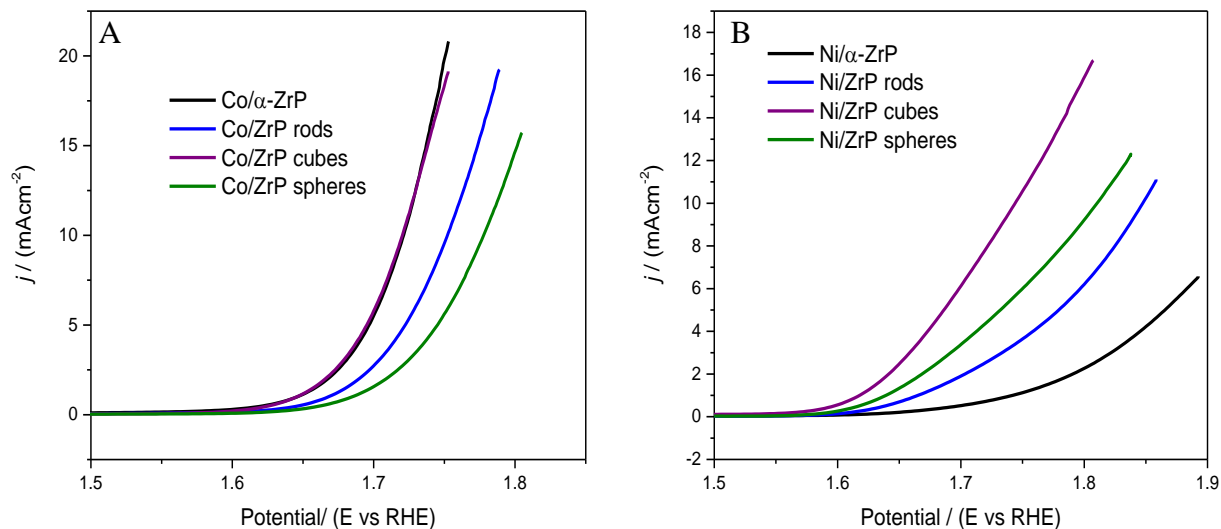 A
Co/α-ZrP
Co/ZrP rods
Co/ZrP cubes
Co/ZrP spheres
20
15
10
5
0
j / (mAcm-2)
1.5 1.6 1.7 1.8
Potential/ (E vs RHE)
B
Ni/α-ZrP
Ni/ZrP rods
Ni/ZrP cubes
Ni/ZrP spheres
18
16
14
12
10
8
6
4
2
0
-2
j / (mAcm-2)
1.5 1.6 1.7 1.8 1.9
Potential / (E vs RHE)